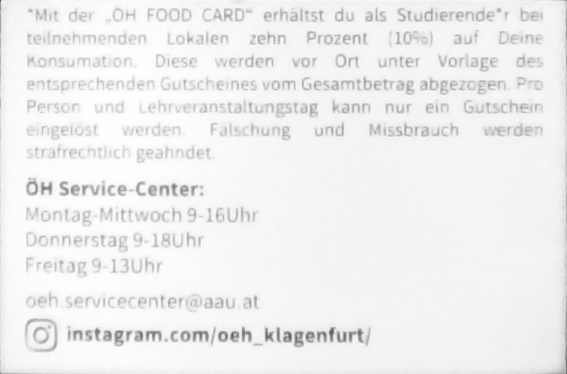 *Mit der „ÖH FOOD CARD“ erhältst du als Studierende*r bei
teilnehmenden Lokalen zehn Prozent (10%) auf Deine
Konsumation. Diese werden vor Ort unter Vorlage des
entsprechenden Gutscheines vom Gesamtbetrag abgezogen. Pro
Person und Lehrveranstaltungstag kann nur ein Gutschein
eingelöst werden. Fälschung und Missbrauch werden
strafrechtlich geahndet.
ÖH Service-Center:
Montag-Mittwoch 9-16Uhr
Donnerstag 9-18Uhr
Freitag 9-13Uhr
oeh.servicecenter@aau.at
instagram.com/oeh_klagenfurt/